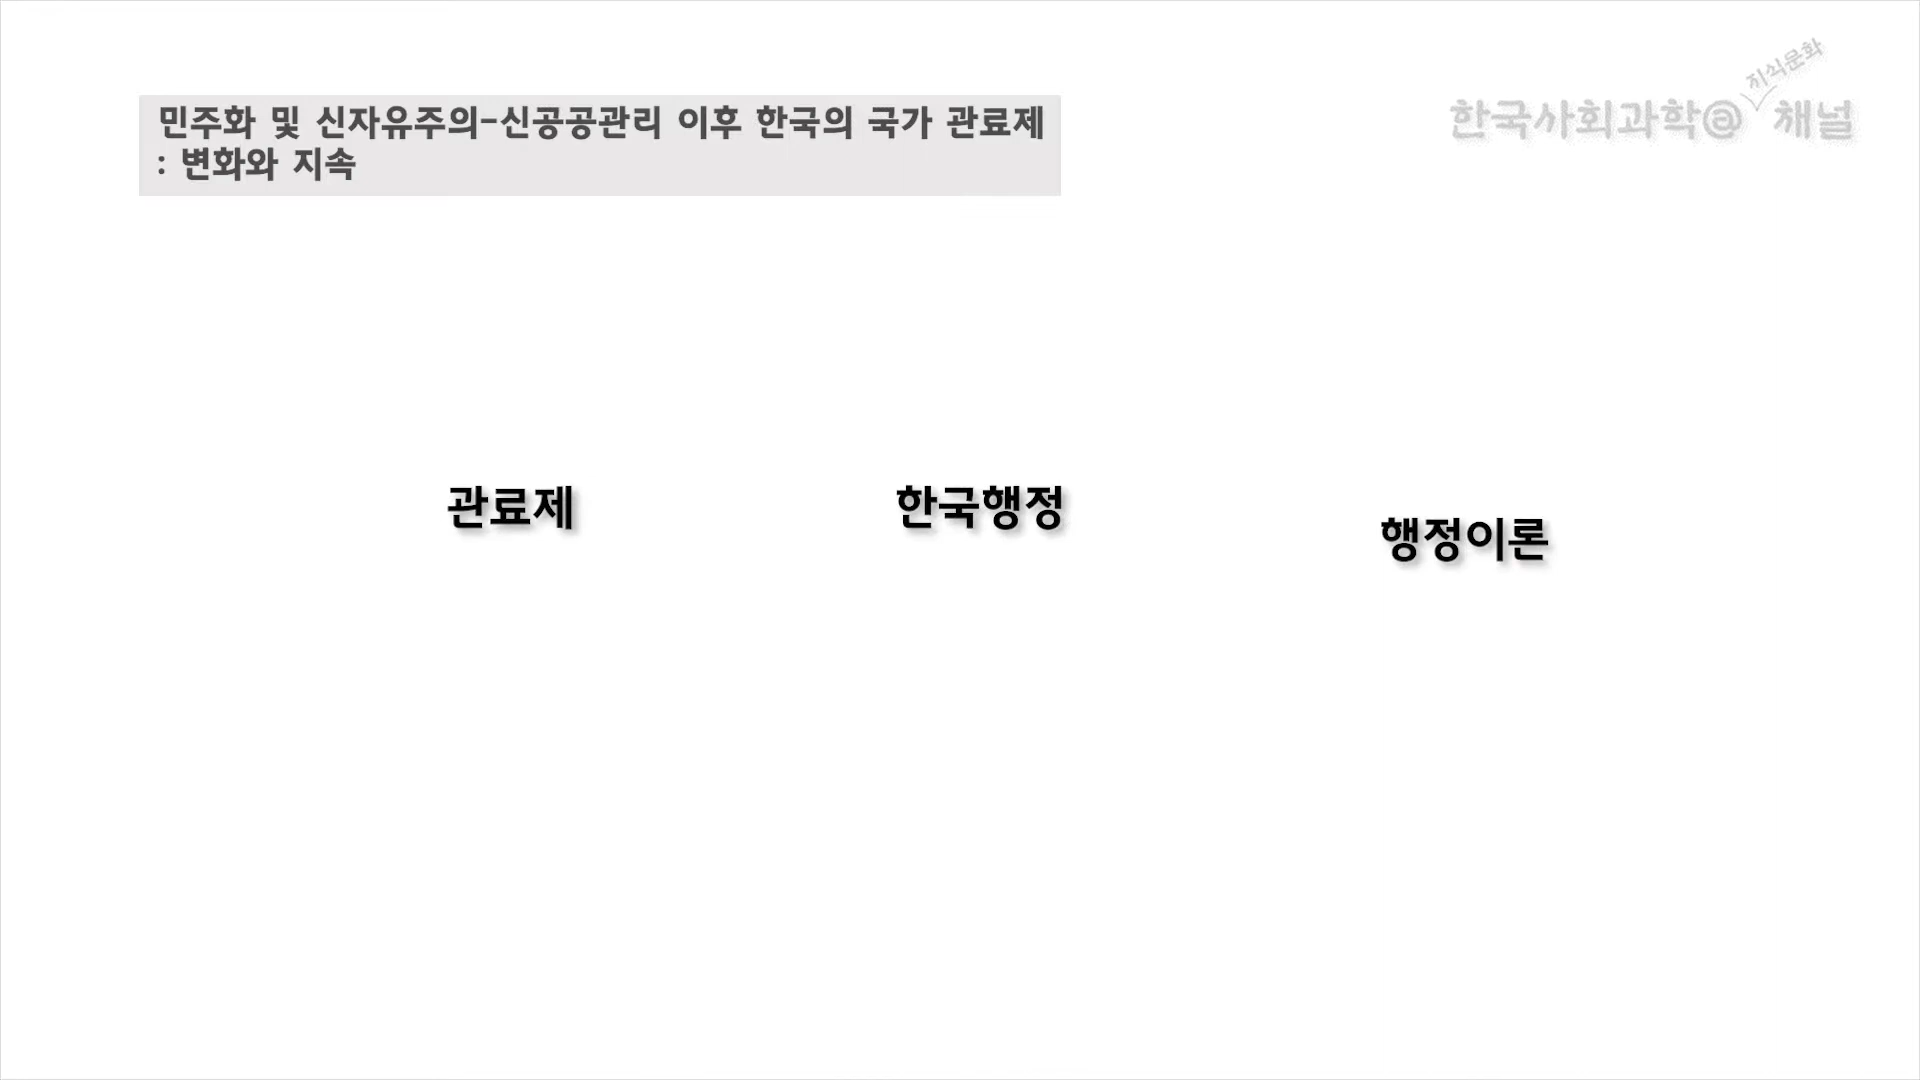 민주화 및 신자유주의-신공공관리 이후 한국의 국가 관료제
: 변화와 지속
지식문화
한국사회과학@ 채널
관료제
한국행정
행정이론